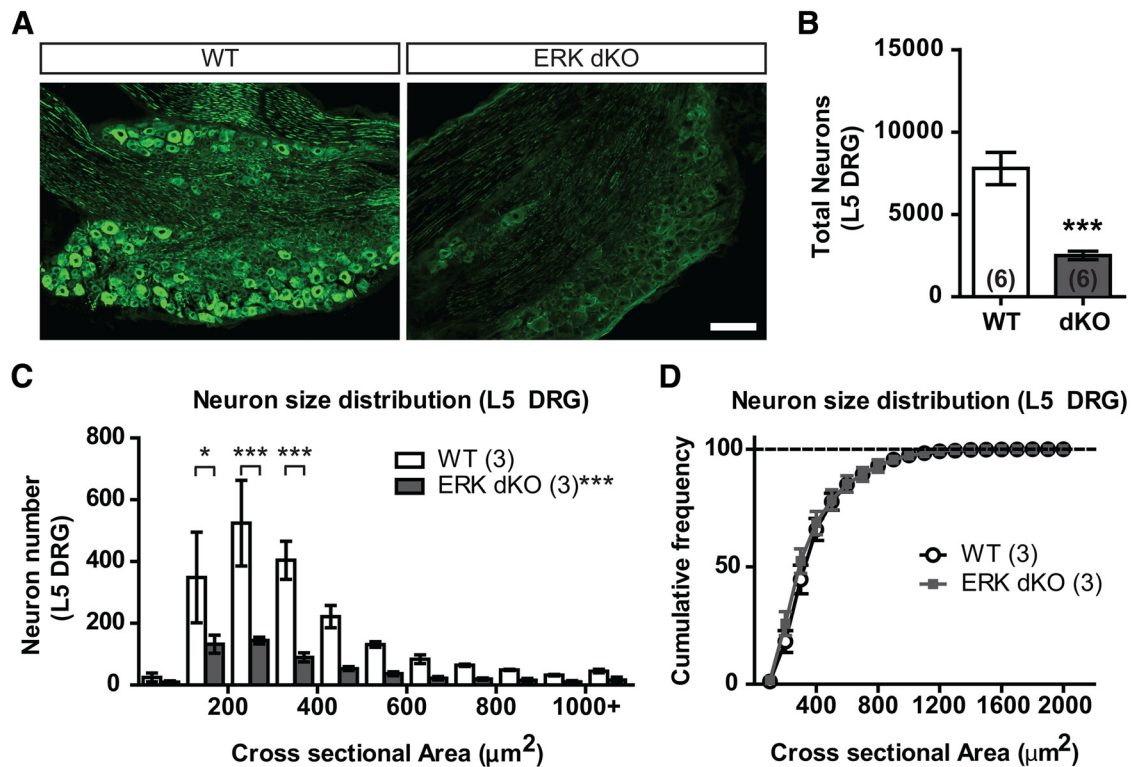 A
WT
ERK dKO
B
Total Neurons
(L5 DRG)
15000
10000
5000
0
***
(6)
(6)
WT
dKO
C
Neuron size distribution (L5 DRG)
Neuron number
(L5 DRG)
800
600
400
200
0
*
***
***
WT (3)
ERK dKO (3)***
200
400
600
800
1000+
Cross sectional Area (μm²)
D
Neuron size distribution (L5 DRG)
Cumulative frequency
100
50
0
WT (3)
ERK dKO (3)
400
800
1200
1600
2000
Cross sectional Area (μm²)